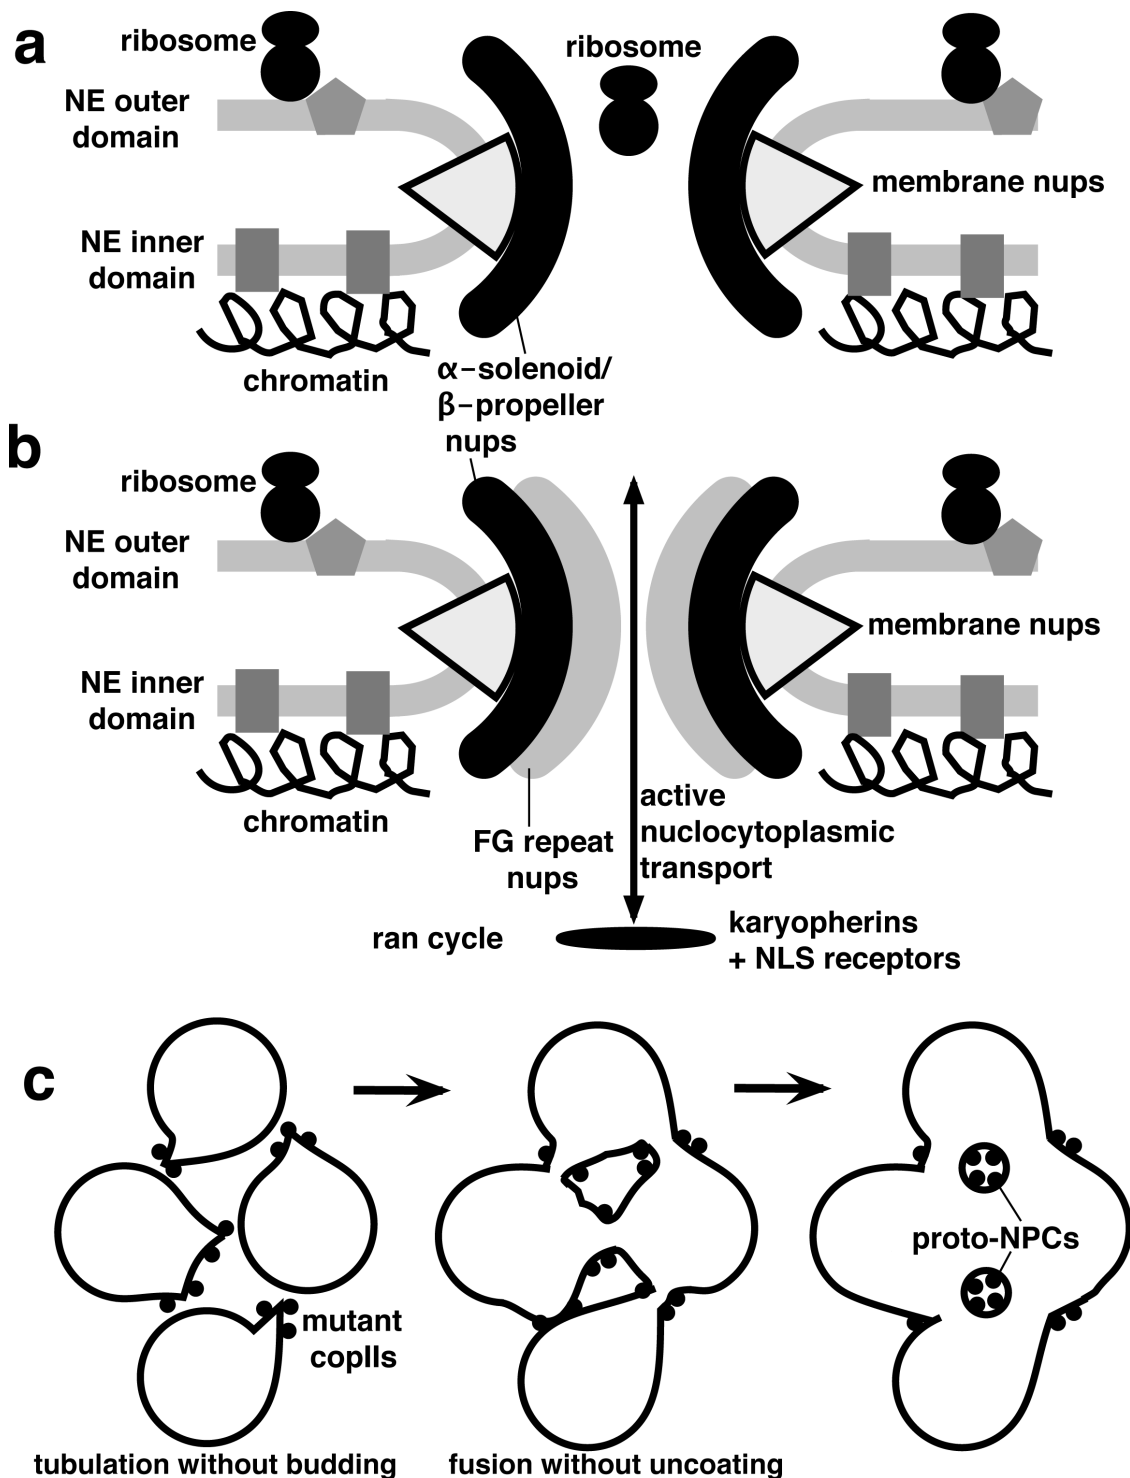 a
ribosome
ribosome
NE outer
domain
membrane nups
NE inner
domain
chromatin
α–solenoid/
β–propeller
nups
b
ribosome
NE outer
domain
membrane nups
NE inner
domain
chromatin
FG repeat
nups
active
nuclocytoplasmic
transport
ran cycle
karyopherins
+ NLS receptors
c
proto-NPCs
mutant
copIIs
tubulation without budding
fusion without uncoating